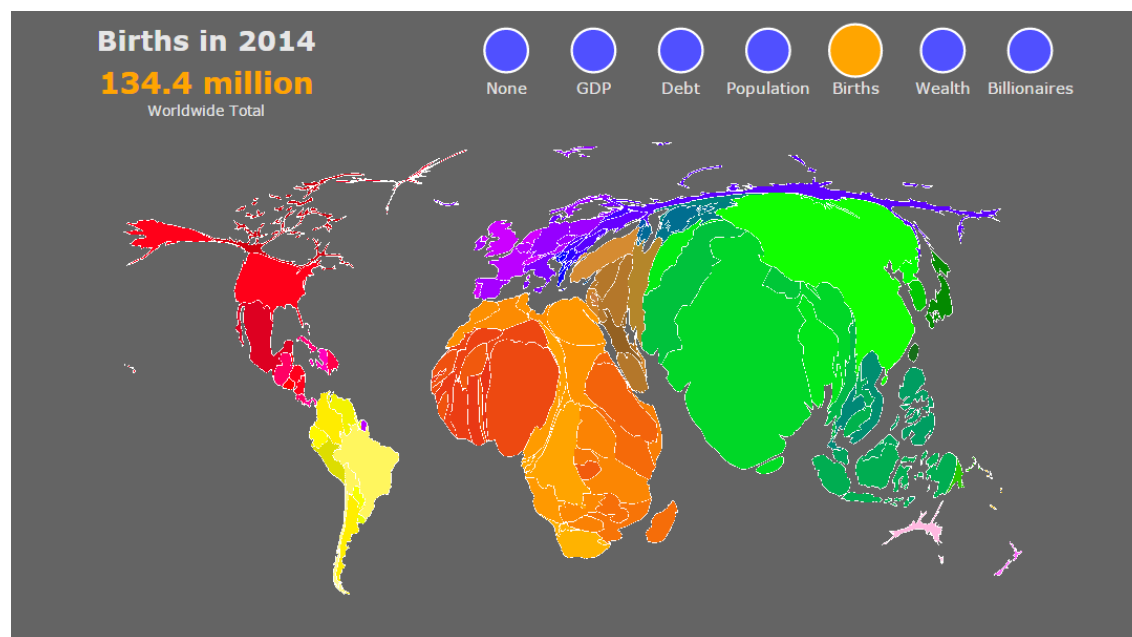 Births in 2014
134.4 million
Worldwide Total
None
GDP
Debt
Population
Births
Wealth
Billionaires